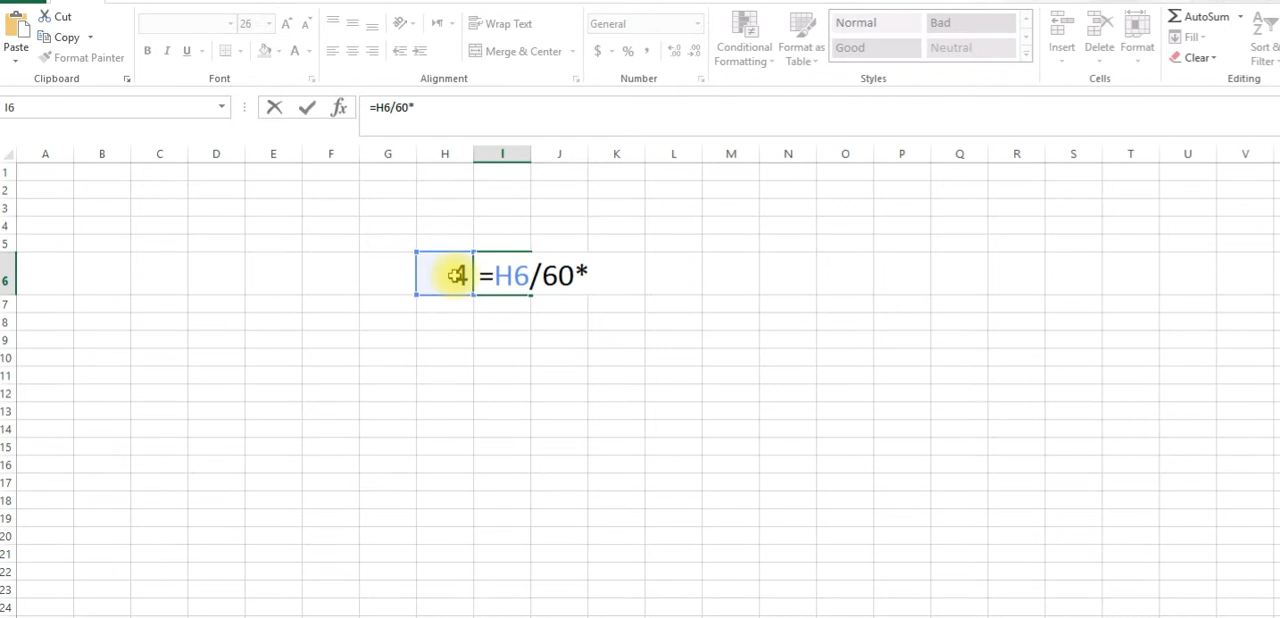 Cut
Copy
Format Painter
Paste
Clipboard
26
A
A
B I U
A
Font
Wrap Text
Merge & Center
Alignment
General
$ % ,
Number
Conditional
Formatting
Format as
Table
Normal Bad
Good Neutral
Styles
Insert Delete Format
Cells
AutoSum
Fill
Clear
Sort &
Filter
Editing
I6
fx
=H6/60*
A B C D E F G H I J K L M N O P Q R S T U V
1
2
3
4
5
6 4 =H6/60*
7
8
9
10
11
12
13
14
15
16
17
18
19
20
21
22
23
24